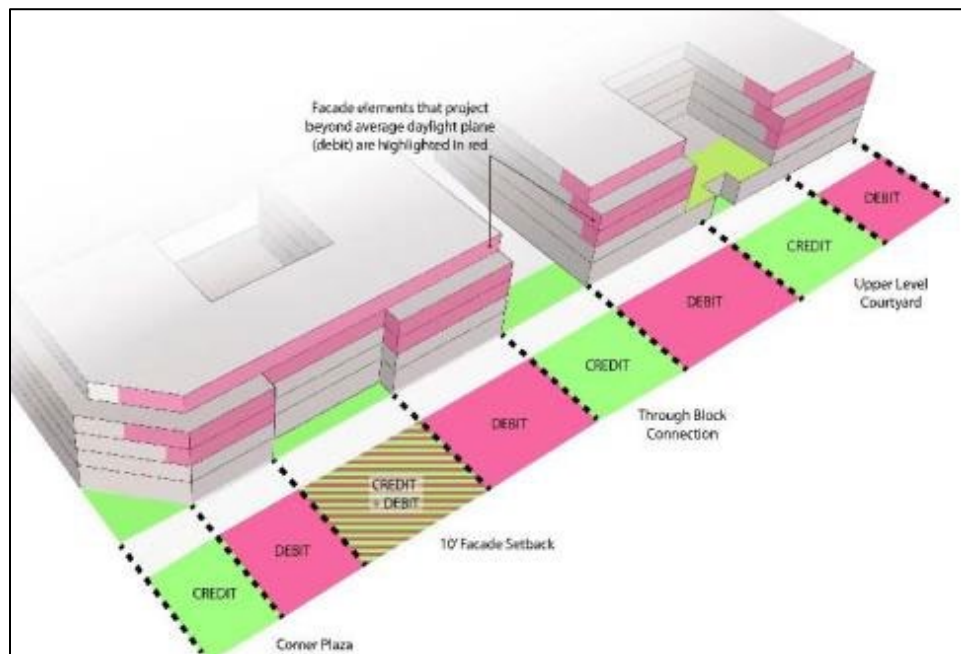 Facade elements that project
beyond average daylight plane
(debit) are highlighted in red
DEBIT
CREDIT
Upper Level
Courtyard
DEBIT
CREDIT
Through Block
Connection
DEBIT
CREDIT
+ DEBIT
10' Facade Setback
DEBIT
CREDIT
Corner Plaza